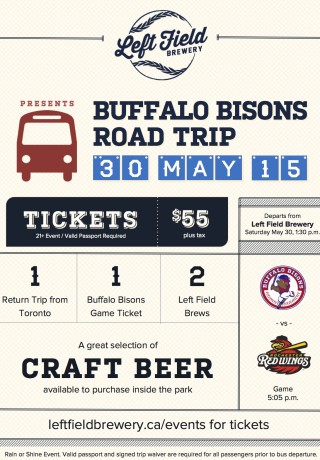 Left Field
BREWERY
PRESENTS
BUFFALO BISONS
ROAD TRIP
30 MAY 15
TICKETS
21+ Event / Valid Passport Required
$55
plus tax
Departs from
Left Field Brewery
Saturday May 30, 1:30 p.m.
1
Return Trip from
Toronto
1
Buffalo Bisons
Game Ticket
2
Left Field
Brews
BUFFALO BISONS
- vs -
ROCHESTER
RED WINGS
Game
5:05 p.m.
A great selection of
CRAFT BEER
available to purchase inside the park
leftfieldbrewery.ca/events for tickets
Rain or Shine Event. Valid passport and signed trip waiver are required for all passengers prior to bus departure.